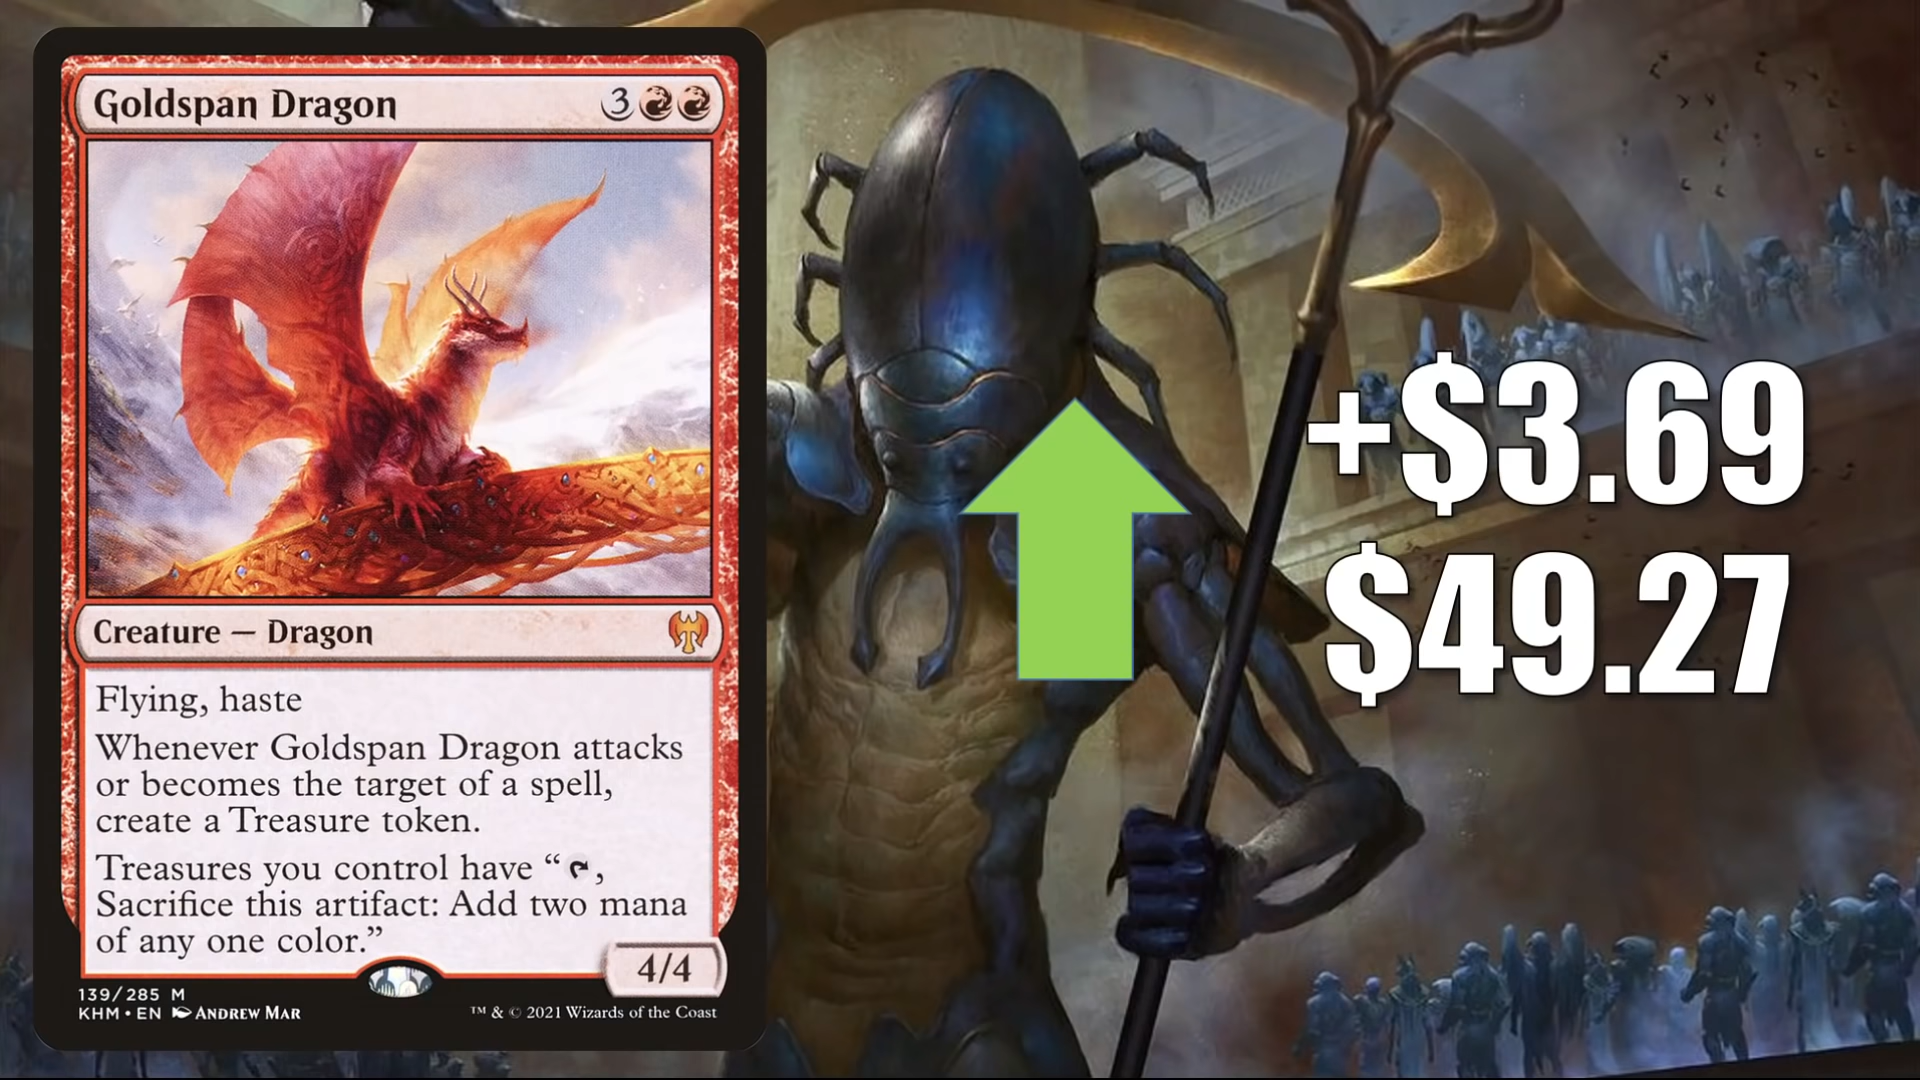 Goldspan Dragon 3
Creature — Dragon
Flying, haste
Whenever Goldspan Dragon attacks
or becomes the target of a spell,
create a Treasure token.
Treasures you control have “ ,
Sacrifice this artifact: Add two mana
of any one color.”
4/4
139/285 M
KHM • EN Andrew Mar
™ & © 2021 Wizards of the Coast
+$3.69
$49.27